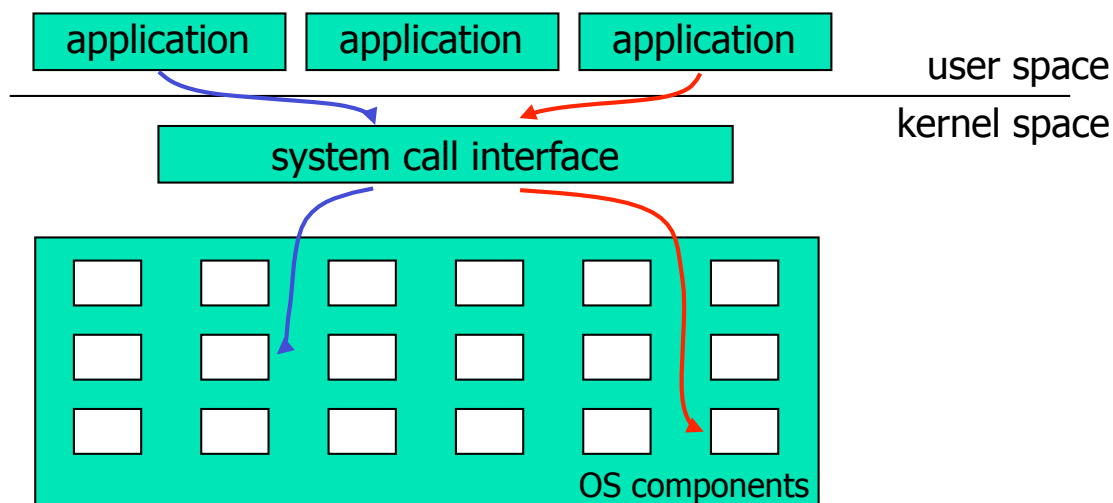 application
application
application
user space
kernel space
system call interface
OS components